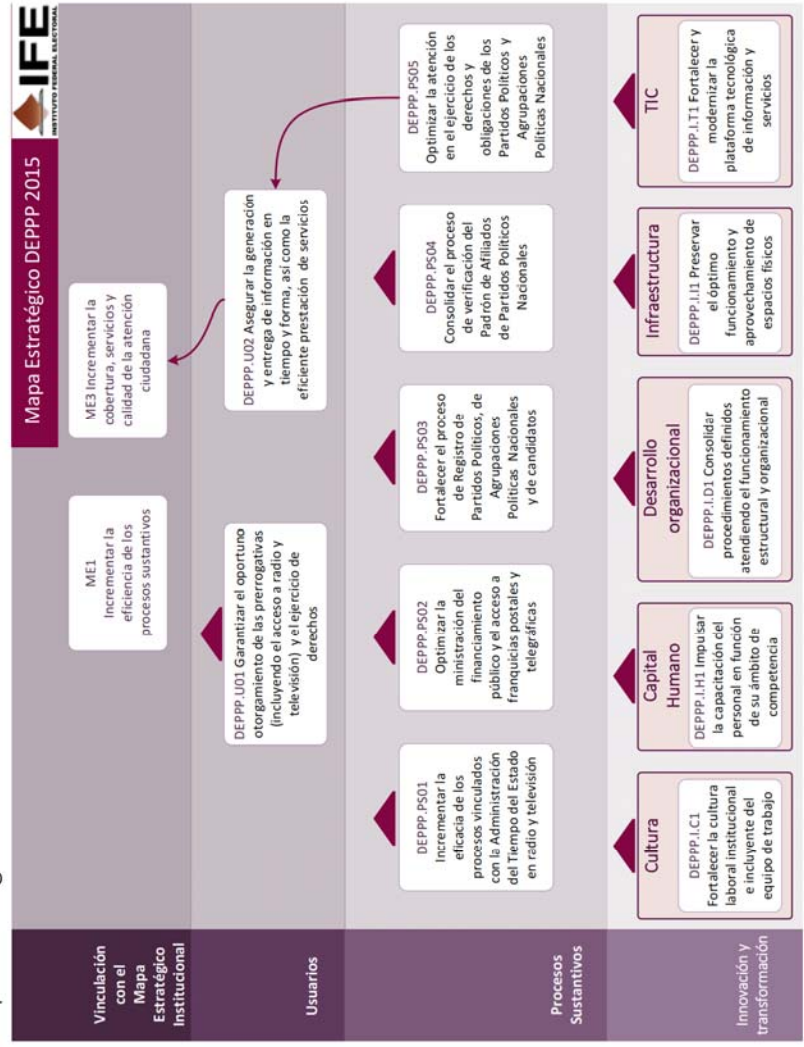 Mapa Estratégico DEPPP 2015
IFE
INSTITUTO FEDERAL ELECTORAL
Vinculación
con el
Mapa
Estratégico
Institucional
ME1
Incrementar la
eficiencia de los
procesos sustantivos
ME3 Incrementar la
cobertura, servicios y
calidad de la atención
ciudadana
Usuarios
DEPPP.U01 Garantizar el oportuno
otorgamiento de las prerrogativas
(incluyendo el acceso a radio y
televisión) y el ejercicio de
derechos
DEPPP.U02 Asegurar la generación
y entrega de información en
tiempo y forma, así como la
eficiente prestación de servicios
Procesos
Sustantivos
DEPPP.PS01
Incrementar la
eficacia de los
procesos vinculados
con la Administración
del Tiempo del Estado
en radio y televisión
DEPPP.PS02
Optimizar la
ministración del
financiamiento
público y el acceso a
franquicias postales y
telegráficas
DEPPP.PS03
Fortalecer el proceso
de Registro de
Partidos Políticos, de
Agrupaciones
Políticas Nacionales
y de candidatos
DEPPP.PS04
Consolidar el proceso
de verificación del
Padrón de Afiliados
de Partidos Políticos
Nacionales
DEPPP.PS05
Optimizar la atención
en el ejercicio de los
derechos y
obligaciones de los
Partidos Políticos y
Agrupaciones
Políticas Nacionales
Innovación y
transformación
Cultura
DEPPP.I.C1
Fortalecer la cultura
laboral institucional
e incluyente del
equipo de trabajo
Capital
Humano
DEPPP.I.H1 Impulsar
la capacitación del
personal en función
de su ámbito de
competencia
Desarrollo
organizacional
DEPPP.I.D1 Consolidar
procedimientos definidos
atendiendo el funcionamiento
estructural y organizacional
Infraestructura
DEPPP.I.I1 Preservar
el óptimo
funcionamiento y
aprovechamiento de
espacios físicos
TIC
DEPPP.I.T1 Fortalecer y
modernizar la
plataforma tecnológica
de información y
servicios